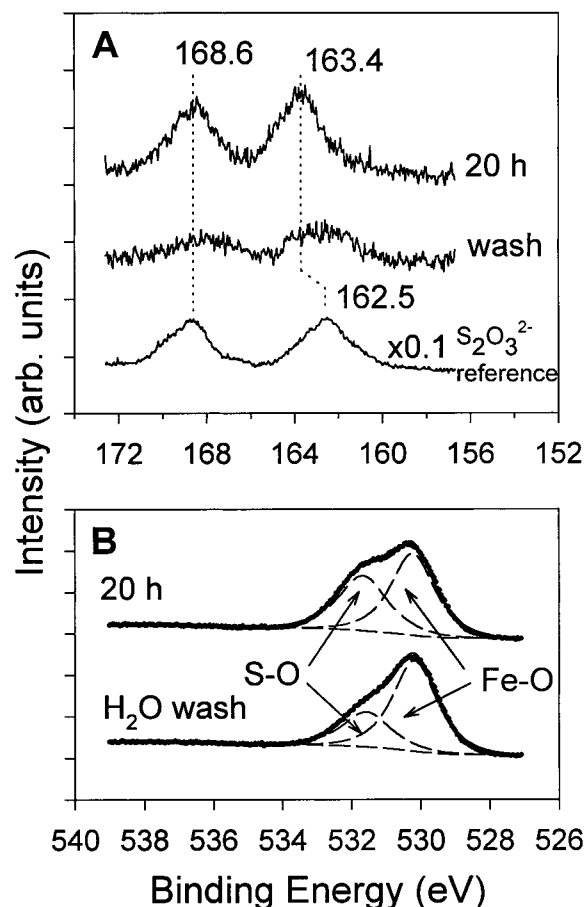 A
168.6 163.4
20 h
wash
162.5
x0.1 S₂O₃²⁻
reference
172 168 164 160 156 152
Intensity (arb. units)
B
20 h
S-O Fe-O
H₂O wash
540 538 536 534 532 530 528 526
Binding Energy (eV)